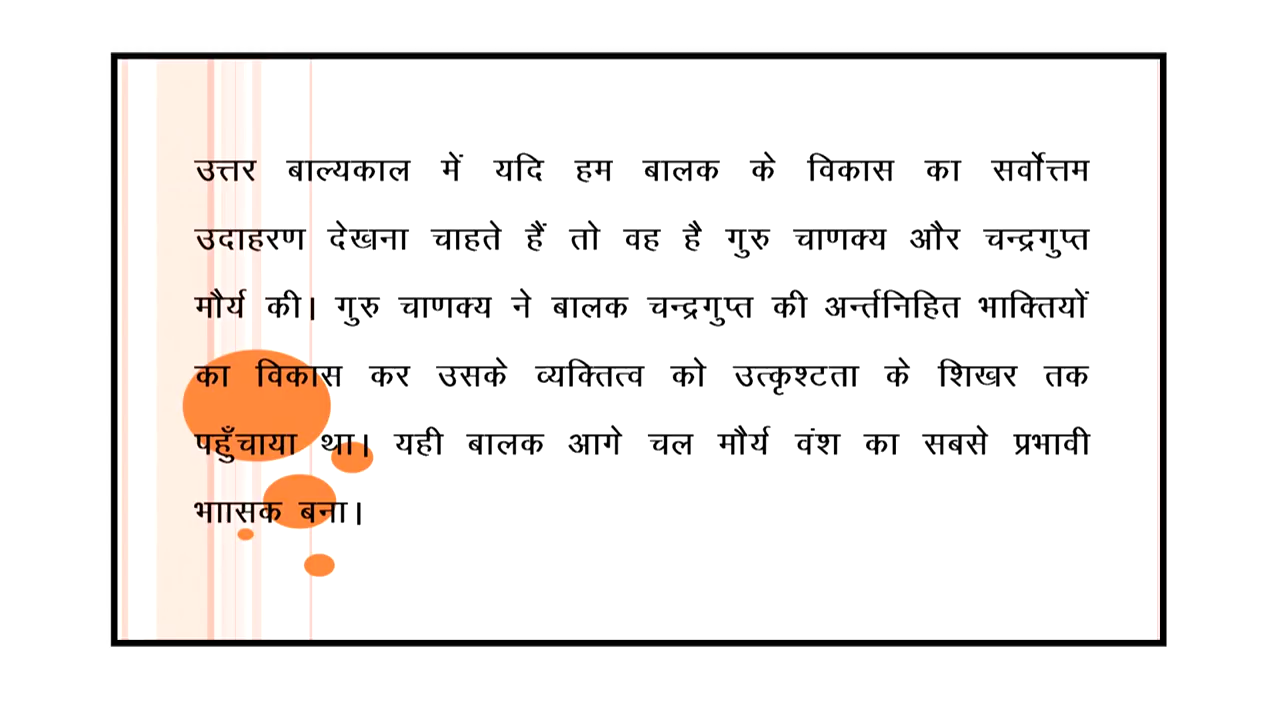 उत्तर बाल्यकाल में यदि हम बालक के विकास का सर्वोत्तम
उदाहरण देखना चाहते हैं तो वह है गुरु चाणक्य और चन्द्रगुप्त
मौर्य की। गुरु चाणक्य ने बालक चन्द्रगुप्त की अर्न्तनिहित भाक्तियों
का विकास कर उसके व्यक्तित्व को उत्कृश्टता के शिखर तक
पहुँचाया था। यही बालक आगे चल मौर्य वंश का सबसे प्रभावी
भाासक बना।